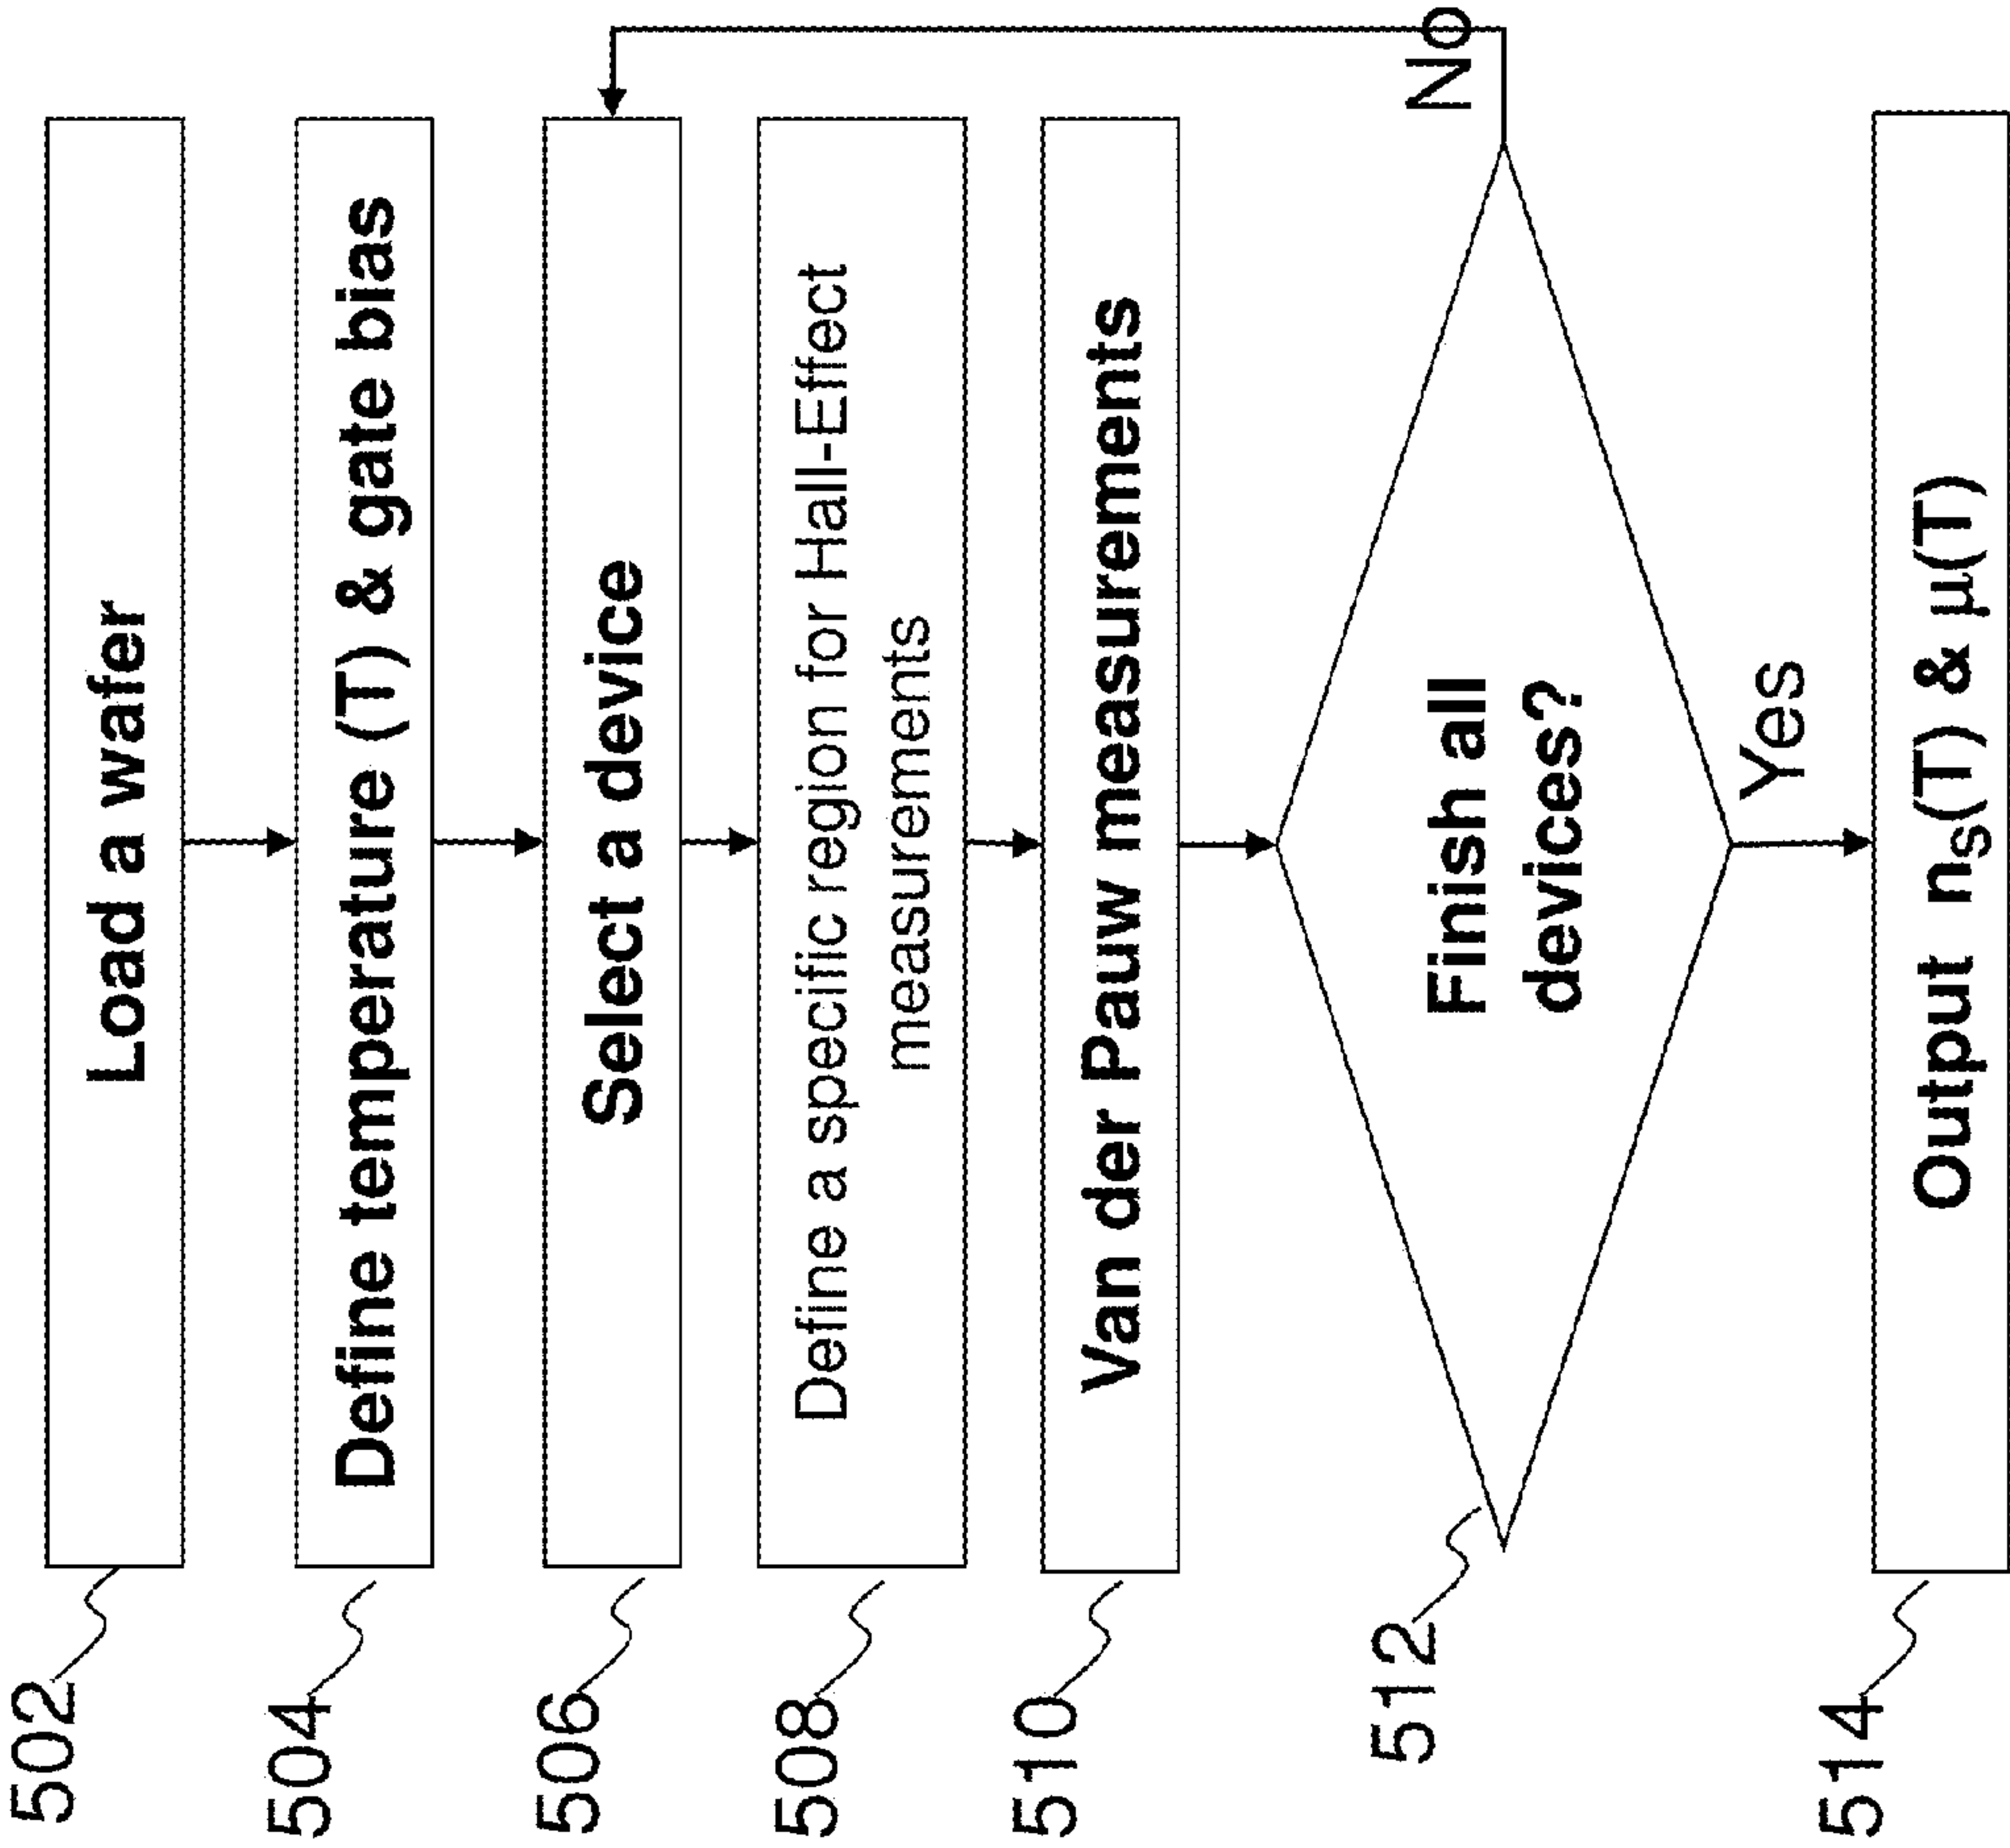 502
Load a wafer
504
Define temperature (T) & gate bias
506
Select a device
508
Define a specific region for Hall-Effect
measurements
510
Van der Pauw measurements
512
Finish all
devices?
No
Yes
514
Output ns(T) & μ(T)